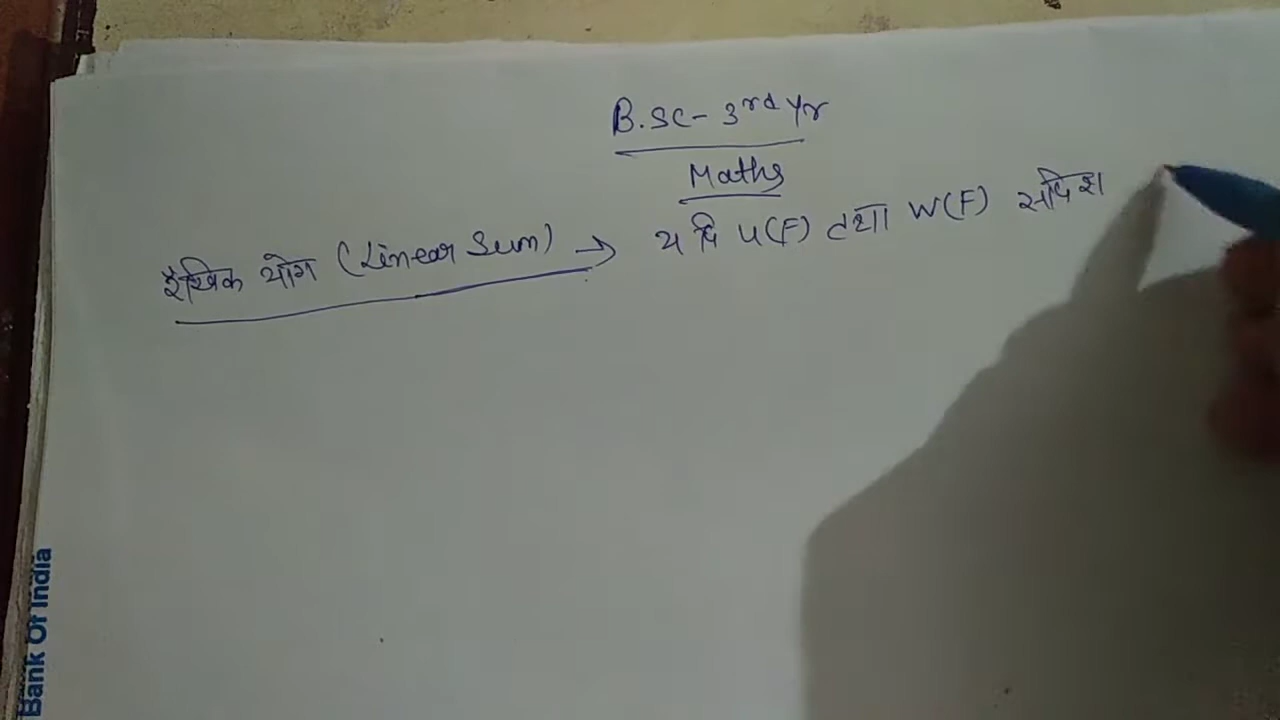 B.Sc- 3rd yr
Maths
रैखिक योग (Linear Sum) → यदि U(F) तथा W(F) सदिश
Bank Of India